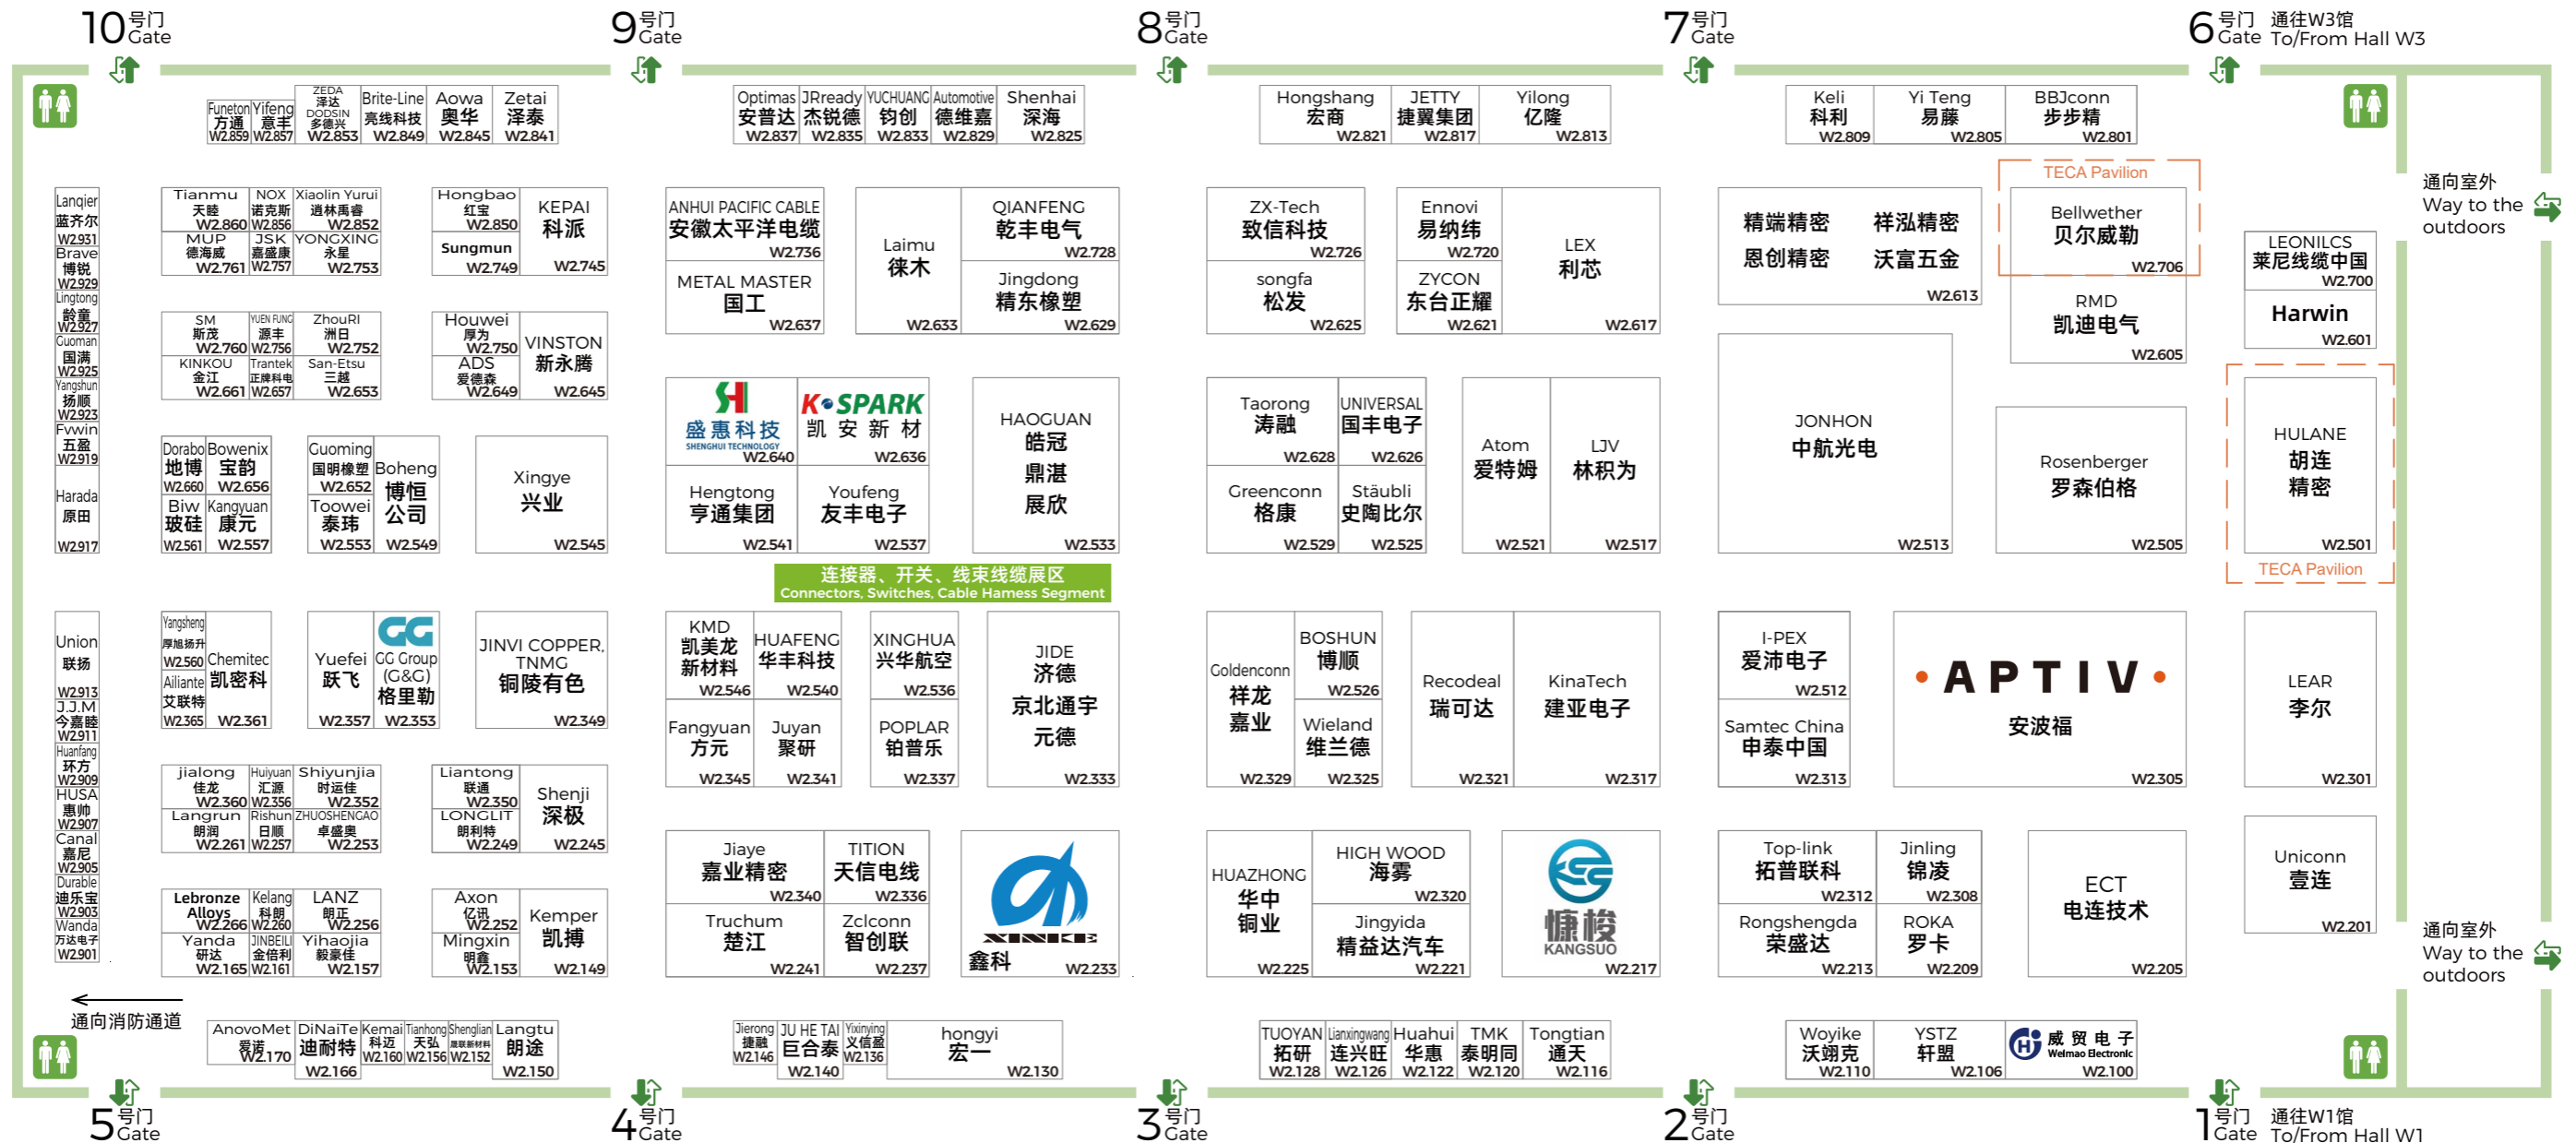 10 号门 Gate
9 号门 Gate
8 号门 Gate
7 号门 Gate
6 号门 Gate
通往W3馆
To/From Hall W3
Funeton
方通
W2.859
Yifeng
意丰
W2.857
ZEDA
泽达
DODSIN
多德兴
W2.853
Brite-Line
亮线科技
W2.849
Aowa
奥华
W2.845
Zetai
泽泰
W2.841
Optimas
安普达
W2.837
JRready
杰锐德
W2.835
YUCHUANG
钧创
W2.833
Automotive
德维嘉
W2.829
Shenhai
深海
W2.825
Hongshang
宏商
W2.821
JETTY
捷翼集团
W2.817
Yilong
亿隆
W2.813
Keli
科利
W2.809
Yi Teng
易藤
W2.805
BBJconn
步步精
W2.801
Lanqier
蓝齐尔
W2.931
Brave
博锐
W2.929
Lingtong
龄童
W2.927
Guoman
国满
W2.925
Yangshun
扬顺
W2.923
Fvwin
五盈
W2.919
Harada
原田
W2.917
Tianmu
天睦
W2.860
NOX
诺克斯
W2.856
Xiaolin Yurui
逍林禹睿
W2.852
MUP
德海威
W2.761
JSK
嘉盛康
W2.757
YONGXING
永星
W2.753
Hongbao
红宝
W2.850
Sungmun
W2.749
KEPAI
科派
W2.745
ANHUI PACIFIC CABLE
安徽太平洋电缆
W2.736
METAL MASTER
国工
W2.637
Laimu
徕木
W2.633
QIANFENG
乾丰电气
W2.728
Jingdong
精东橡塑
W2.629
ZX-Tech
致信科技
W2.726
songfa
松发
W2.625
Ennovi
易纳纬
W2.720
ZYCON
东台正耀
W2.621
LEX
利芯
W2.617
精端精密 祥泓精密
恩创精密 沃富五金
W2.613
TECA Pavilion
Bellwether
贝尔威勒
W2.706
RMD
凯迪电气
W2.605
LEONILCS
莱尼线缆中国
W2.700
Harwin
W2.601
通向室外
Way to the
outdoors
SM
斯茂
W2.760
YUEN FUNG
源丰
W2.756
ZhouRI
洲日
W2.752
KINKOU
金江
W2.661
Trantek
正牌科电
W2.657
San-Etsu
三越
W2.653
Houwei
厚为
W2.750
ADS
爱德森
W2.649
VINSTON
新永腾
W2.645
SH
盛惠科技
SHENGHUI TECHNOLOGY
W2.640
K SPARK
凯安新材
W2.636
Hengtong
亨通集团
W2.541
Youfeng
友丰电子
W2.537
HAOGUAN
皓冠
鼎湛
展欣
W2.533
Taorong
涛融
W2.628
UNIVERSAL
国丰电子
W2.626
Greenconn
格康
W2.529
Stäubli
史陶比尔
W2.525
Atom
爱特姆
W2.521
LJV
林积为
W2.517
JONHON
中航光电
W2.513
Rosenberger
罗森伯格
W2.505
HULANE
胡连
精密
W2.501
TECA Pavilion
Dorabo
地博
W2.660
Bowenix
宝韵
W2.656
Biw
玻硅
W2.561
Kangyuan
康元
W2.557
Guoming
国明橡塑
W2.652
Toowei
泰玮
W2.553
Boheng
博恒
公司
W2.549
Xingye
兴业
W2.545
连接器、开关、线束线缆展区
Connectors, Switches, Cable Harness Segment
Union
联扬
W2.913
J.J.M
今嘉睦
W2.911
Huanfang
环方
W2.909
HUSA
惠帅
W2.907
Canal
嘉尼
W2.905
Durable
迪乐宝
W2.903
Wanda
万达电子
W2.901
Yangsheng
厚旭扬升
W2.560
Ailiante
艾联特
W2.365
Chemitec
凯密科
W2.361
Yuefei
跃飞
W2.357
GG
GG Group
(G&G)
格里勒
W2.353
JINVI COPPER,
TNMG
铜陵有色
W2.349
KMD
凯美龙
新材料
W2.546
HUAFENG
华丰科技
W2.540
Fangyuan
方元
W2.345
Juyan
聚研
W2.341
XINGHUA
兴华航空
W2.536
POPLAR
铂普乐
W2.337
JIDE
济德
京北通宇
元德
W2.333
Goldenconn
祥龙
嘉业
W2.329
BOSHUN
博顺
W2.526
Wieland
维兰德
W2.325
Recodeal
瑞可达
W2.321
KinaTech
建亚电子
W2.317
I-PEX
爱沛电子
W2.512
Samtec China
申泰中国
W2.313
APTIV
安波福
W2.305
LEAR
李尔
W2.301
jialong
佳龙
W2.360
Huiyuan
汇源
W2.356
Shiyunjia
时运佳
W2.352
Langrun
朗润
W2.261
Rishun
日顺
W2.257
ZHUOSHENGAO
卓盛奥
W2.253
Liantong
联通
W2.350
LONGLIT
朗利特
W2.249
Shenji
深极
W2.245
Jiaye
嘉业精密
W2.340
TITION
天信电线
W2.336
Truchum
楚江
W2.241
Zclconn
智创联
W2.237
XINKE
鑫科
W2.233
HUAZHONG
华中
铜业
W2.225
HIGH WOOD
海雾
W2.320
Jingyida
精益达汽车
W2.221
慷梭
KANGSUO
W2.217
Top-link
拓普联科
W2.312
Jinling
锦凌
W2.308
Rongshengda
荣盛达
W2.213
ROKA
罗卡
W2.209
ECT
电连技术
W2.205
Uniconn
壹连
W2.201
通向室外
Way to the
outdoors
Lebronze
Alloys
W2.266
Kelang
科朗
W2.260
LANZ
朗正
W2.256
Yanda
研达
W2.165
JINBEILI
金倍利
W2.161
Yihaojia
毅豪佳
W2.157
Axon
亿讯
W2.252
Mingxin
明鑫
W2.153
Kemper
凯搏
W2.149
通向消防通道
AnovoMet
爱诺
W2.170
DiNaiTe
迪耐特
W2.166
Kemai
科迈
W2.160
Tianhong
天弘
W2.156
Shenglian
晟联新材料
W2.152
Langtu
朗途
W2.150
Jierong
捷融
W2.146
JU HE TAI
巨合泰
W2.140
Yixinying
义信盈
W2.136
hongyi
宏一
W2.130
TUOYAN
拓研
W2.128
Lianxingwang
连兴旺
W2.126
Huahui
华惠
W2.122
TMK
泰明同
W2.120
Tongtian
通天
W2.116
Woyike
沃翊克
W2.110
YSTZ
轩盟
W2.106
威贸电子
Weimao Electronic
W2.100
5 号门 Gate
4 号门 Gate
3 号门 Gate
2 号门 Gate
1 号门 Gate
通往W1馆
To/From Hall W1